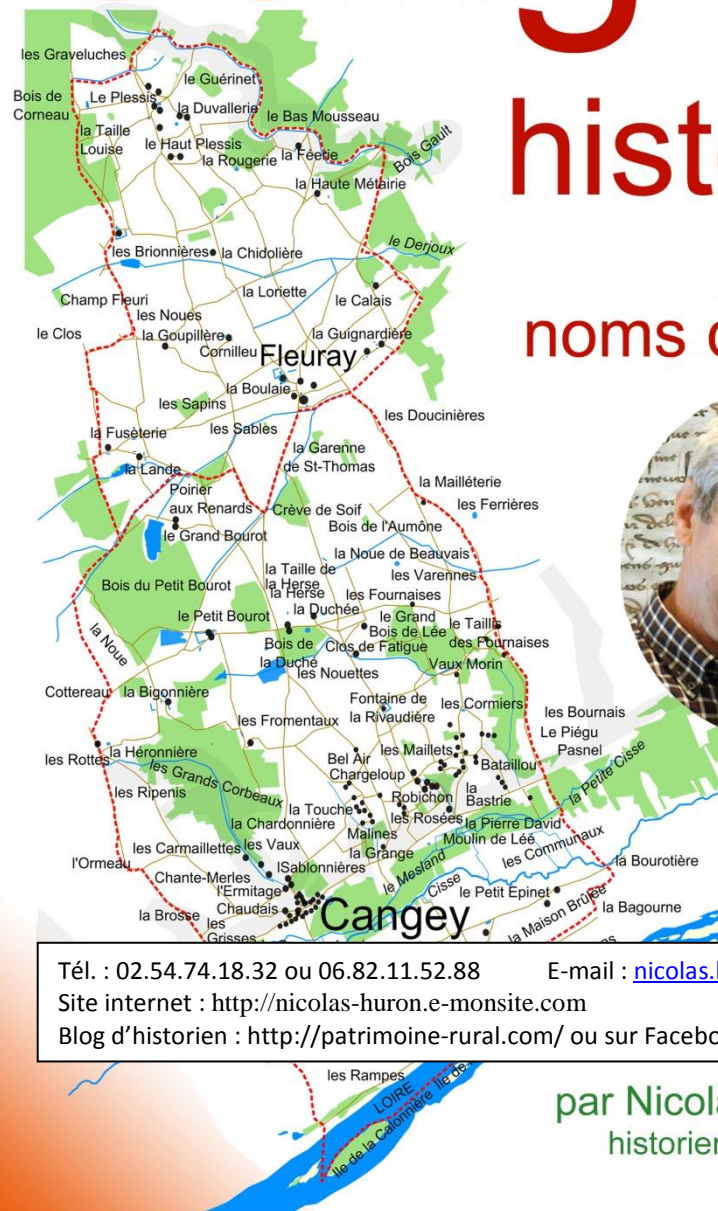 g
hist
noms
les Graveluches
le Guérinet
Bois de
Corneau
Le Plessis
la Duvallerie
le Bas Mousseau
la Taille
Louise
le Haut Plessis
la Rougerie
la Féerie
Bois Gault
la Haute Métairie
le Derjoux
les Brionnières
la Chidolière
Champ Fleuri
la Loriette
le Calais
les Noues
le Clos
la Goupillère
la Guignardière
Cornilleu
Fleuray
la Boulaie
les Sapins
les Doucinières
la Fusèterie
les Sablès
la Garenne
de St-Thomas
la Lande
la Mailléterie
Poirier
aux Renards
Crève de Soif
les Ferrières
Bois de l'Aumône
le Grand Bourot
la Noue de Beauvais
la Taille de
la Herse
les Varennes
Bois du Petit Bourot
la Herse
les Fournaises
le Petit Bourot
la Duchée
le Grand
Bois de Lée
le Taillis
des Fournaises
la Noue
Bois de
la Duché
Clos de Fatigue
Vaux Morin
les Nouettes
Cottereau
la Bigonnière
Fontaine de
la Rivaudière
les Cormiers
les Bournais
les Fromentaux
Le Piégu
Pasnel
les Rottes
la Héronnière
Bel Air
les Maillets
Bataillou
la Petite Cisse
Chargeloup
les Grands Corbeaux
les Ripenis
Robichon
la
Bastrie
la Touche
les Rosées
la Pierre David
la Chardonnière
Malines
Moulin de Léé
les Communaux
les Carmaillettes
les Vaux
la Grange
l'Ormeau
lSablonnières
le Mesland
la Bourotière
Chante-Merles
l'Ermitage
Cisse
le Petit Epinet
Chaudais
Cangey
la Maison Brûlée
la Bagourne
la Brosse
les
Grisses
Tél. : 02.54.74.18.32 ou 06.82.11.52.88 E-mail : nicolas.
Site internet : http://nicolas-huron.e-monsite.com
Blog d'historien : http://patrimoine-rural.com/ ou sur Facebo
les Rampes
LOIRE
Ile de la Calonnière
Ile de
par Nicola
historien